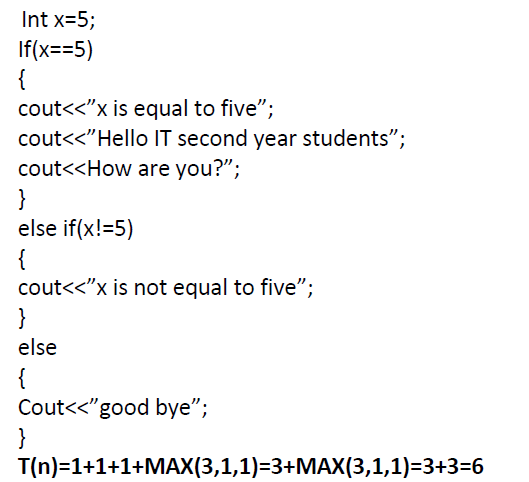 Int x=5;
If(x==5)
{
cout<<”x is equal to five”;
cout<<”Hello IT second year students”;
cout<<How are you?”;
}
else if(x!=5)
{
cout<<”x is not equal to five”;
}
else
{
Cout<<”good bye”;
}
T(n)=1+1+1+MAX(3,1,1)=3+MAX(3,1,1)=3+3=6